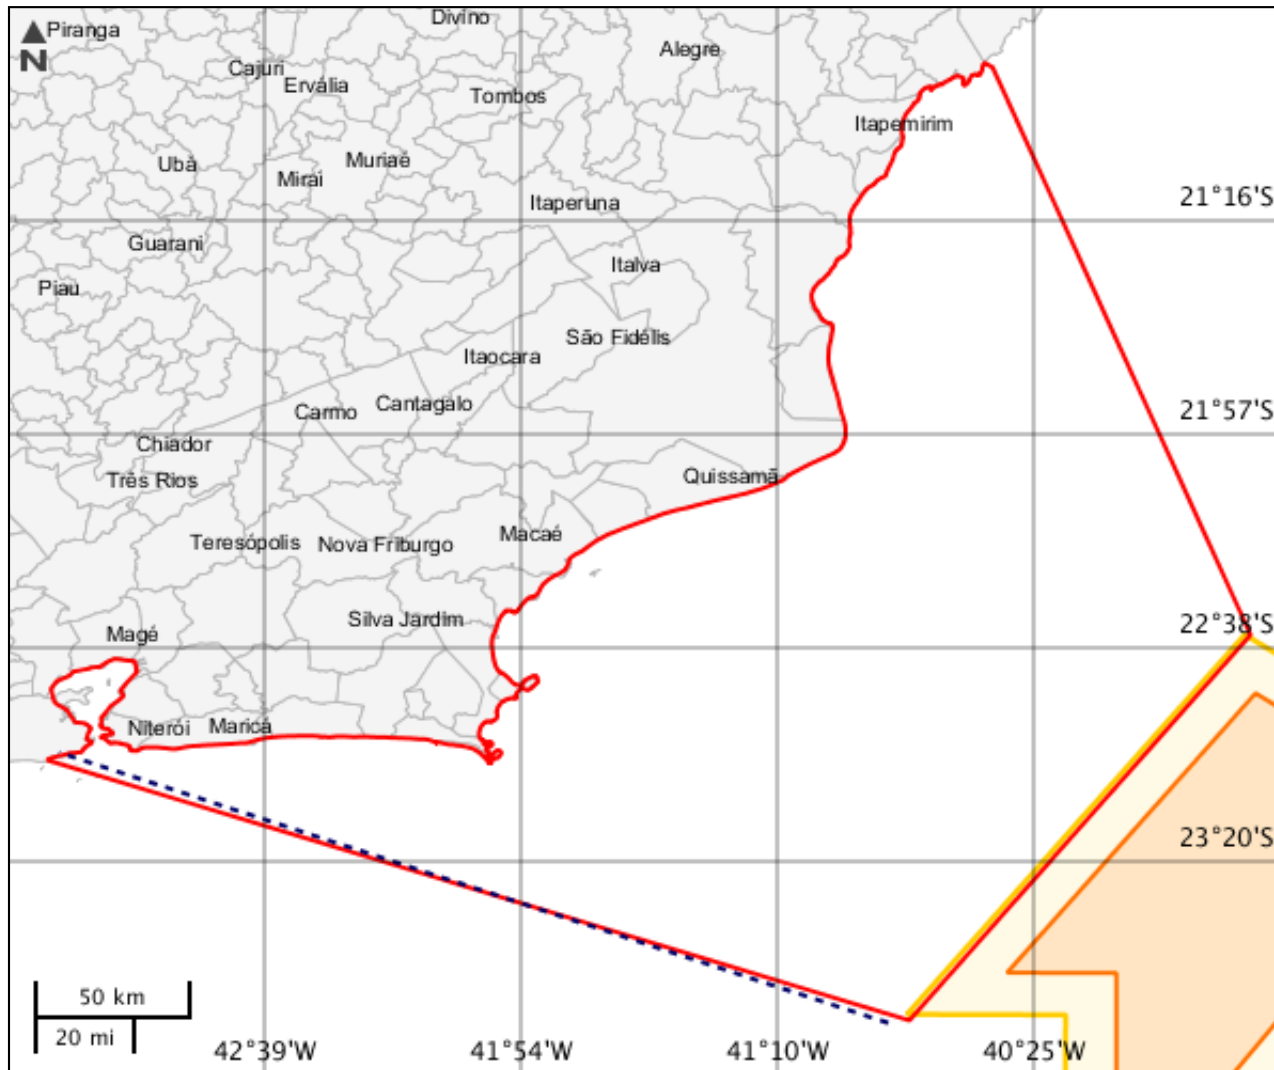 Divino
Piranga
N
Alegre
Cajuri
Ervália
Tombos
Itapemirim
Ubá
Muriaé
Mirai
21°16'S
Itaperuna
Guarani
Italva
Piau
São Fidélis
Itaocara
Carmo
Cantagalo
21°57'S
Chiador
Três Rios
Quissamã
Macaé
Teresópolis
Nova Friburgo
Silva Jardim
22°38'S
Magé
Niterói
Maricá
23°20'S
50 km
20 mi
42°39'W
41°54'W
41°10'W
40°25'W